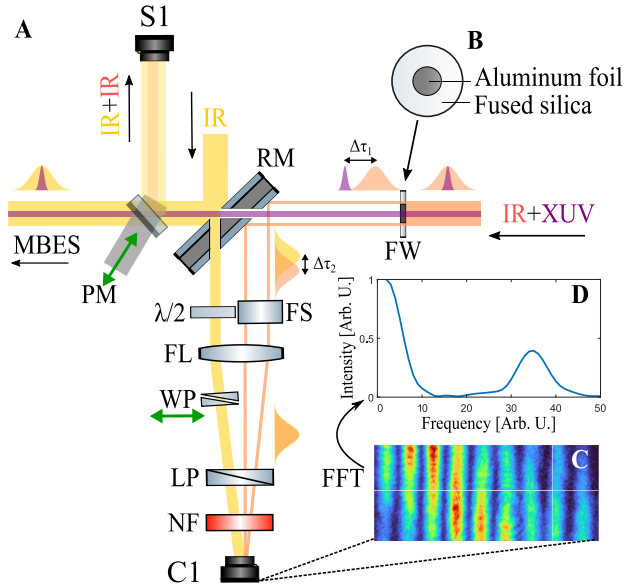 A
S1
IR+IR
IR
RM
B
Aluminum foil
Fused silica
Δτ₁
MBES
PM
FW
IR+XUV
Δτ₂
λ/2
FS
FL
WP
LP
NF
C1
D
Intensity [Arb. U.]
1
0.5
0
0
10
20
30
40
50
Frequency [Arb. U.]
FFT
C